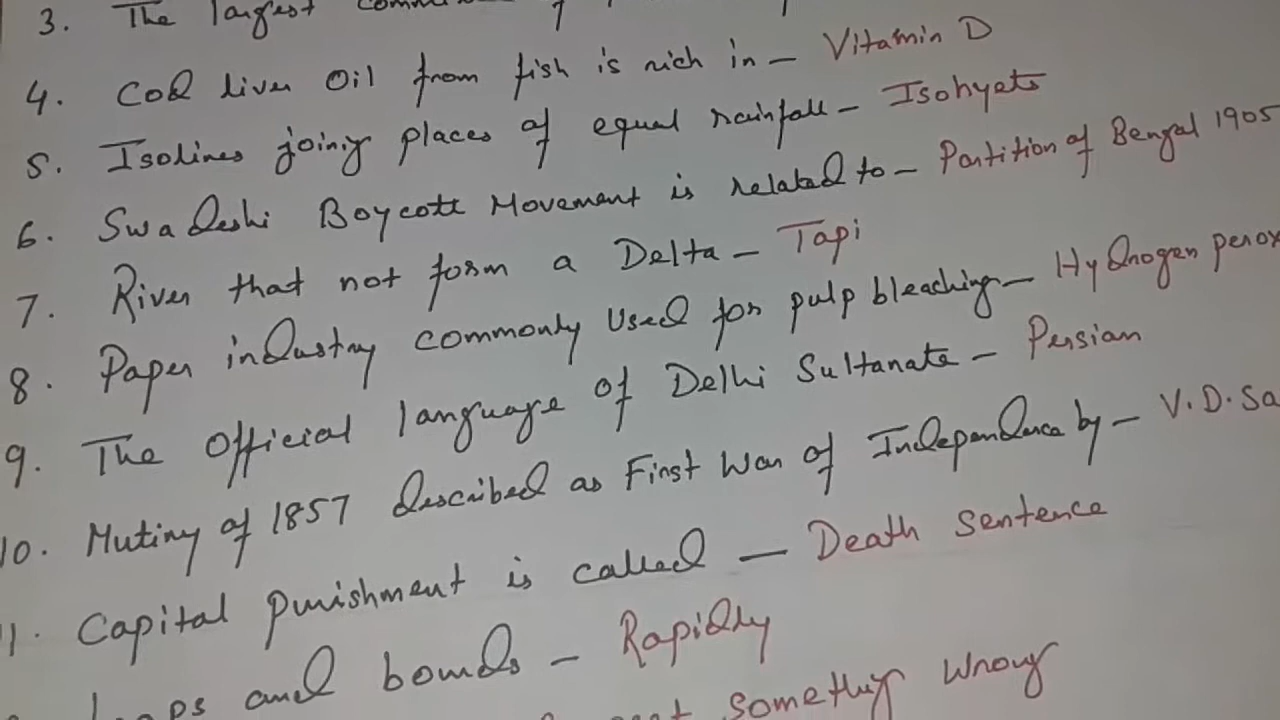 3. The largest
4. Cod liver Oil from fish is rich in – Vitamin D
5. Isolines joining places of equal rainfall – Isohyets
6. Swadeshi Boycott Movement is related to – Partition of Bengal 1905
7. River that not form a Delta – Tapi
8. Paper industry commonly Used for pulp bleaching – Hydrogen perox
9. The Official language of Delhi Sultanate – Persian
10. Mutiny of 1857 described as First War of Independence by – V.D.Sa
11. Capital punishment is called – Death sentence
and bounds – Rapidly
something wrong